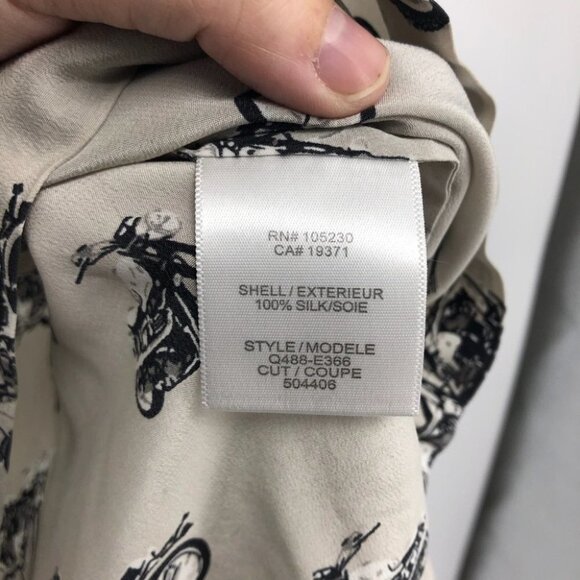 RN# 105230
CA# 19371
SHELL / EXTERIEUR
100% SILK/SOIE
STYLE / MODELE
Q488-E366
CUT / COUPE
504406